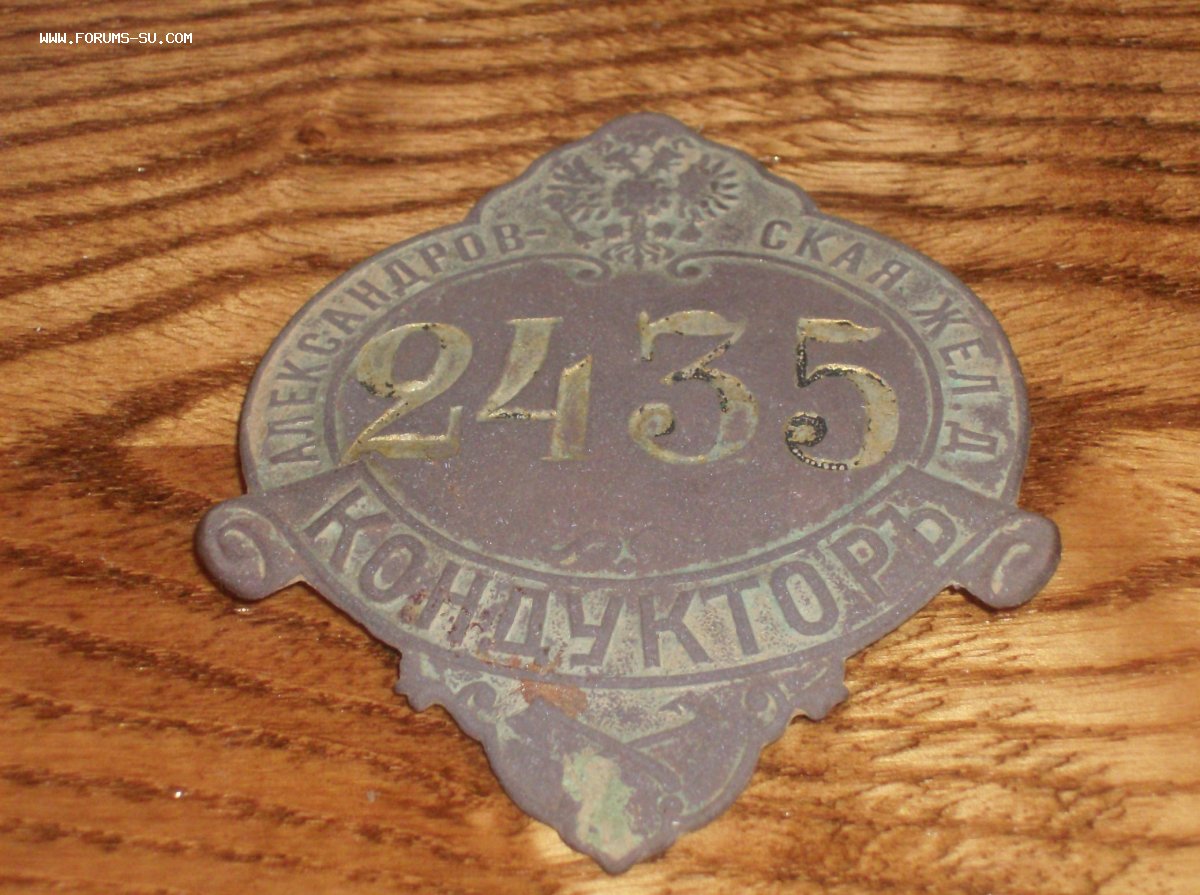 WWW.FORUMS-SU.COM
АЛЕКСАНДРОВ-СКАЯ ЖЕЛ.Д.
2435
КОНДУКТОРЪ